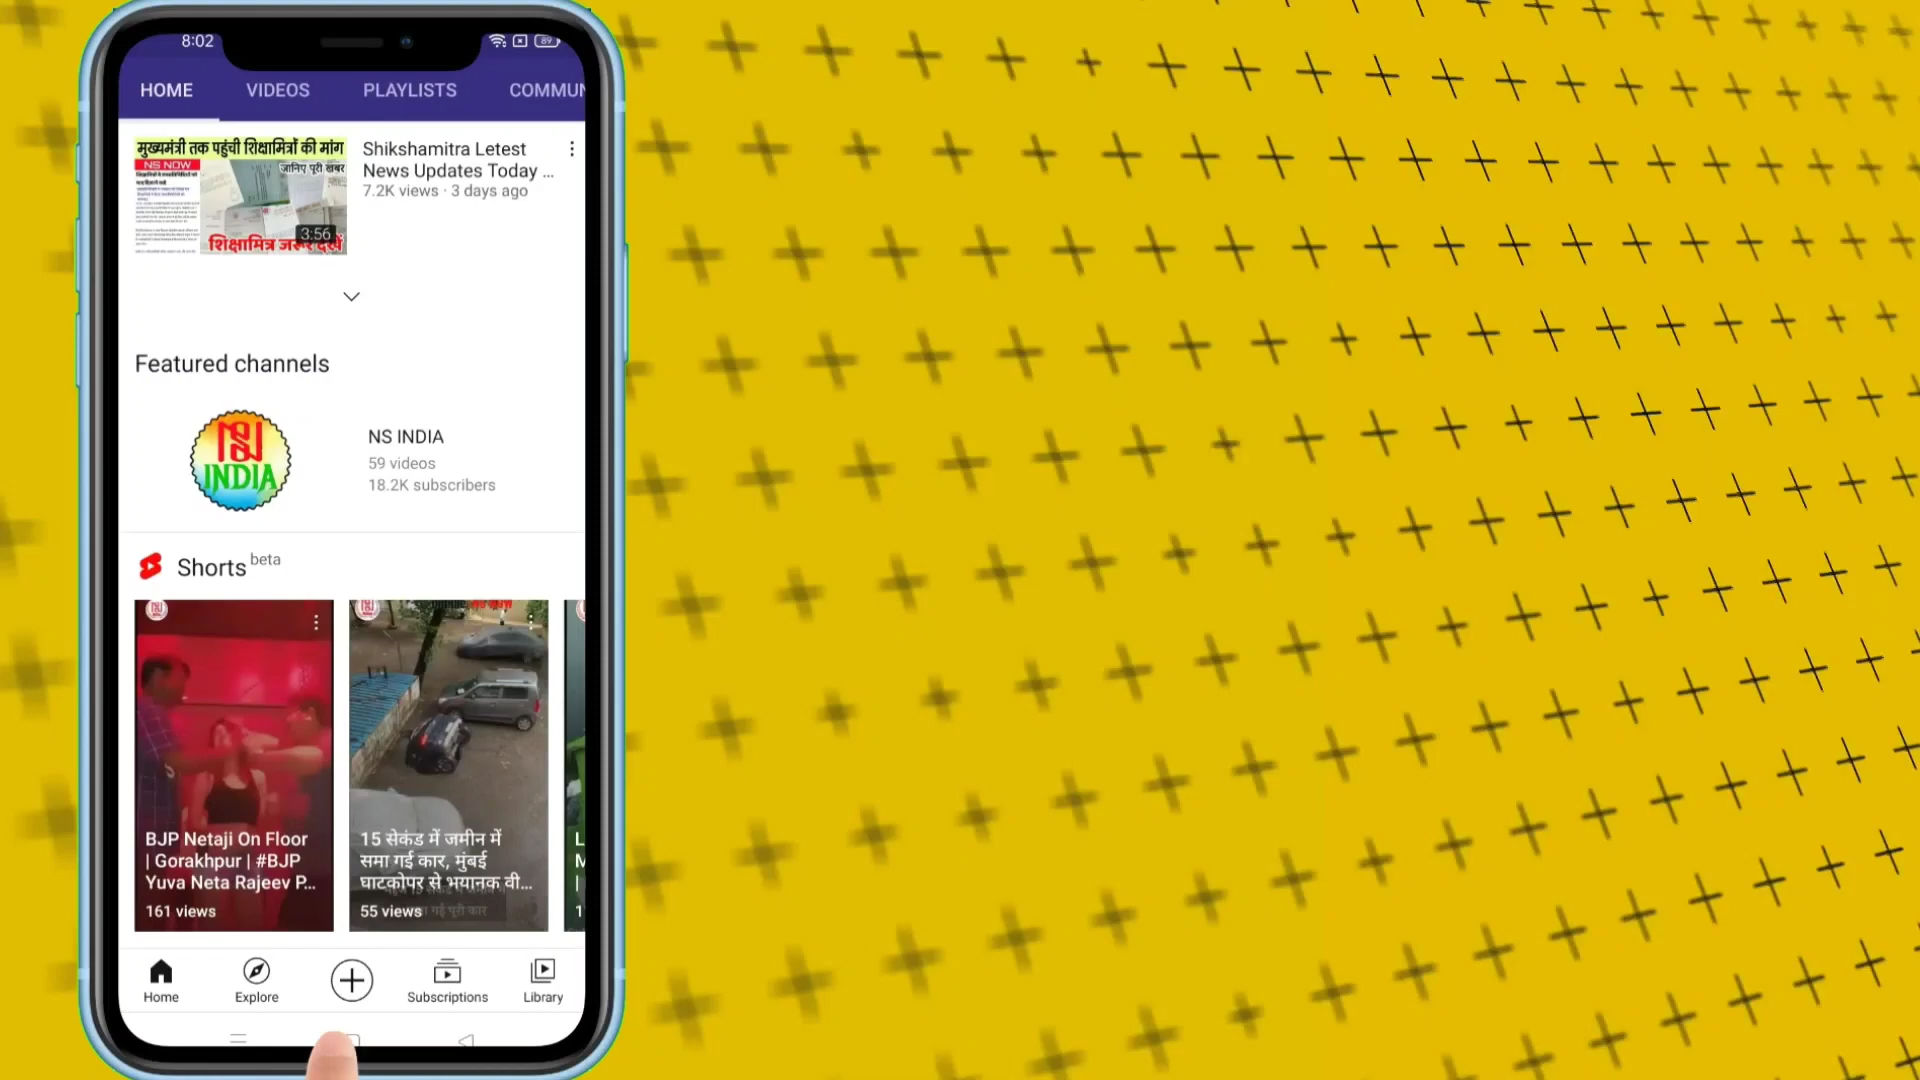 8:02
89
HOME
VIDEOS
PLAYLISTS
COMMUN
मुख्यमंत्री तक पहुंची शिक्षामित्रों की मांग
NS NOW
जानिए पूरी खबर
3:56
शिक्षामित्र जरूर देखें
Shikshamitra Letest
News Updates Today ...
7.2K views · 3 days ago
Featured channels
NS
INDIA
NS INDIA
59 videos
18.2K subscribers
Shorts beta
BJP Netaji On Floor
| Gorakhpur | #BJP
Yuva Neta Rajeev P...
161 views
15 सेकंड में जमीन में
समा गई कार, मुंबई
घाटकोपर से भयानक वी...
55 views
L
M
|
1
Home
Explore
Subscriptions
Library